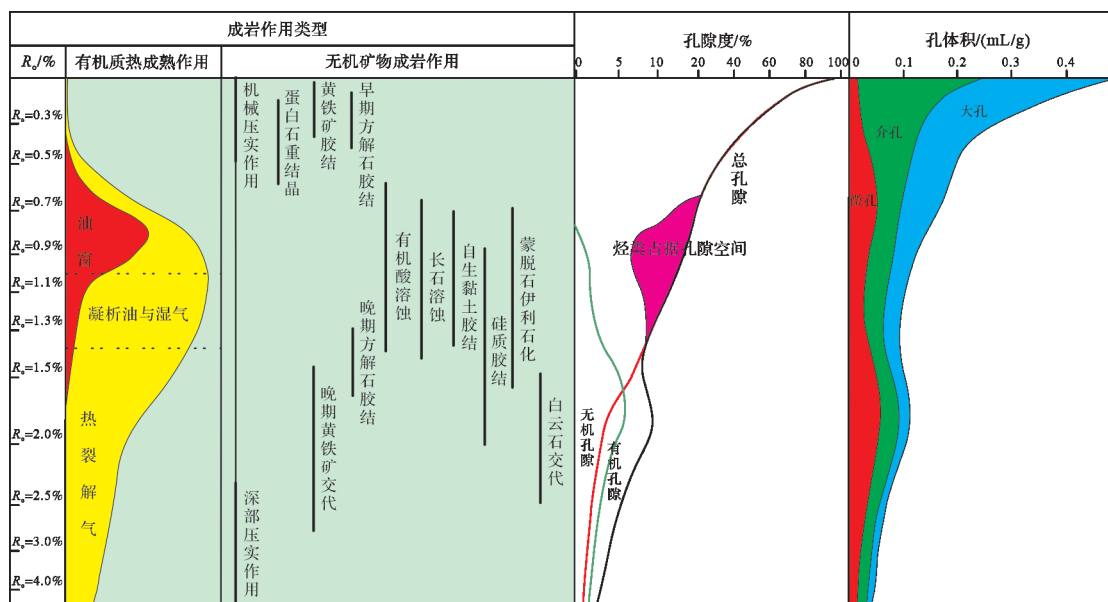 成岩作用类型
孔隙度/%
孔体积/(mL/g)
Rₒ/%
有机质热成熟作用
无机矿物成岩作用
0
5
10
40
60
80
100
0
0.1
0.2
0.3
0.4
Rₒ=0.3%
Rₒ=0.5%
Rₒ=0.7%
Rₒ=0.9%
Rₒ=1.1%
Rₒ=1.3%
Rₒ=1.5%
Rₒ=2.0%
Rₒ=2.5%
Rₒ=3.0%
Rₒ=4.0%
油窗
凝析油与湿气
热裂解气
机械压实作用
蛋白石重结晶
黄铁矿胶结
早期方解石胶结
有机酸溶蚀
长石溶蚀
自生黏土胶结
硅质胶结
蒙脱石伊利石化
晚期方解石胶结
晚期黄铁矿交代
白云石交代
深部压实作用
总孔隙
烃类占据孔隙空间
无机孔隙
有机孔隙
微孔
介孔
大孔